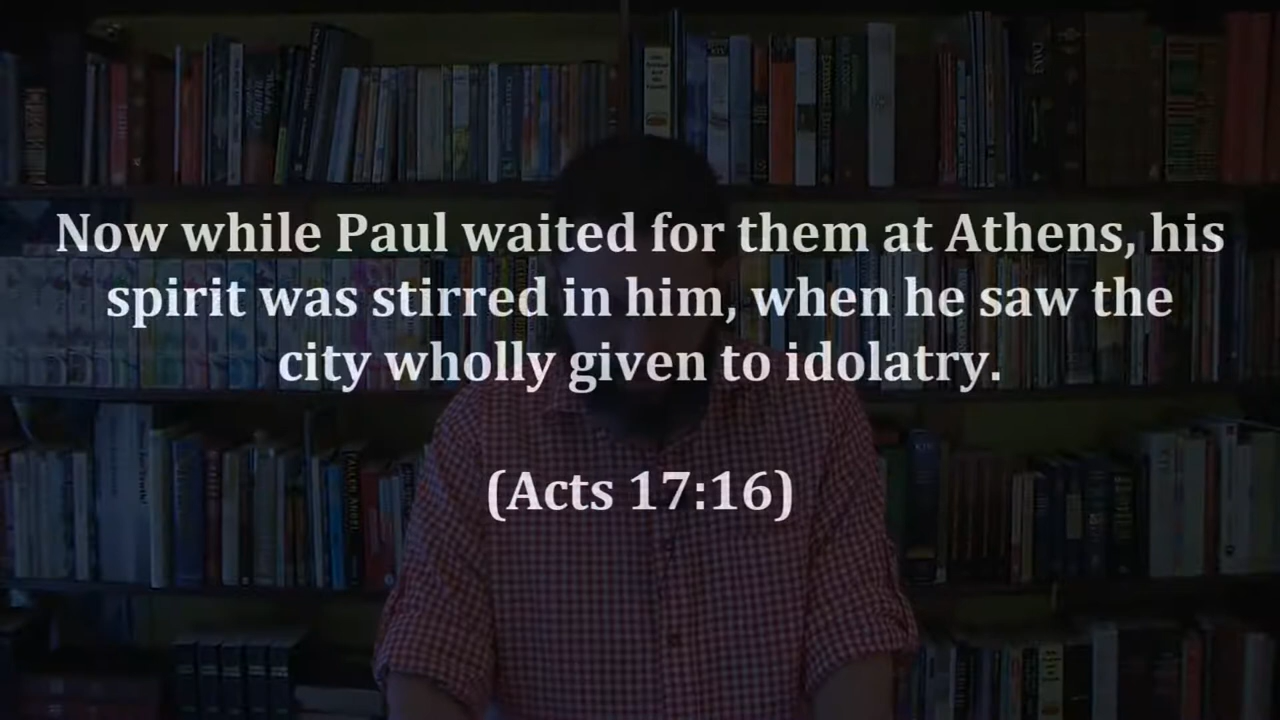 Now while Paul waited for them at Athens, his
spirit was stirred in him, when he saw the
city wholly given to idolatry.
(Acts 17:16)